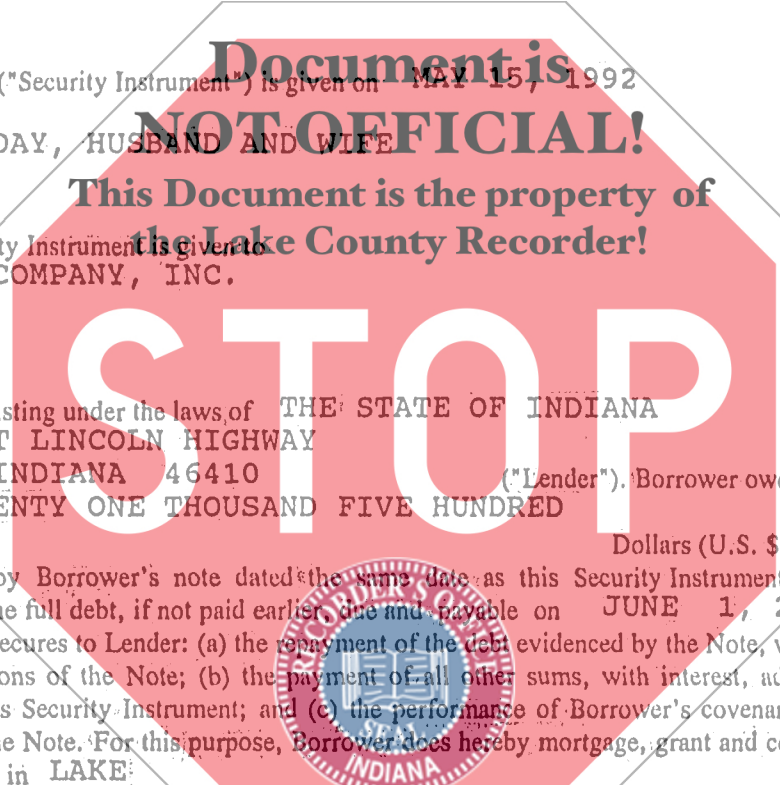 Document is
("Security Instrument") is given on MAY 15, 1992
NOT OFFICIAL!
DAY, HUSBAND AND WIFE
This Document is the property of
the Lake County Recorder!
ty Instrument is given to
COMPANY, INC.
STOP
isting under the laws of THE STATE OF INDIANA
T LINCOLN HIGHWAY
INDIANA 46410 ("Lender"). Borrower owe
ENTY ONE THOUSAND FIVE HUNDRED
Dollars (U.S. $
by Borrower's note dated the same date as this Security Instrument
he full debt, if not paid earlier, due and payable on JUNE 1,
ecures to Lender: (a) the repayment of the debt evidenced by the Note,
ons of the Note; (b) the payment of all other sums, with interest, ad
s Security Instrument; and (c) the performance of Borrower's covenan
he Note. For this purpose, Borrower does hereby mortgage, grant and co
in LAKE
RECORDER'S OFFICE
SEAL
INDIANA